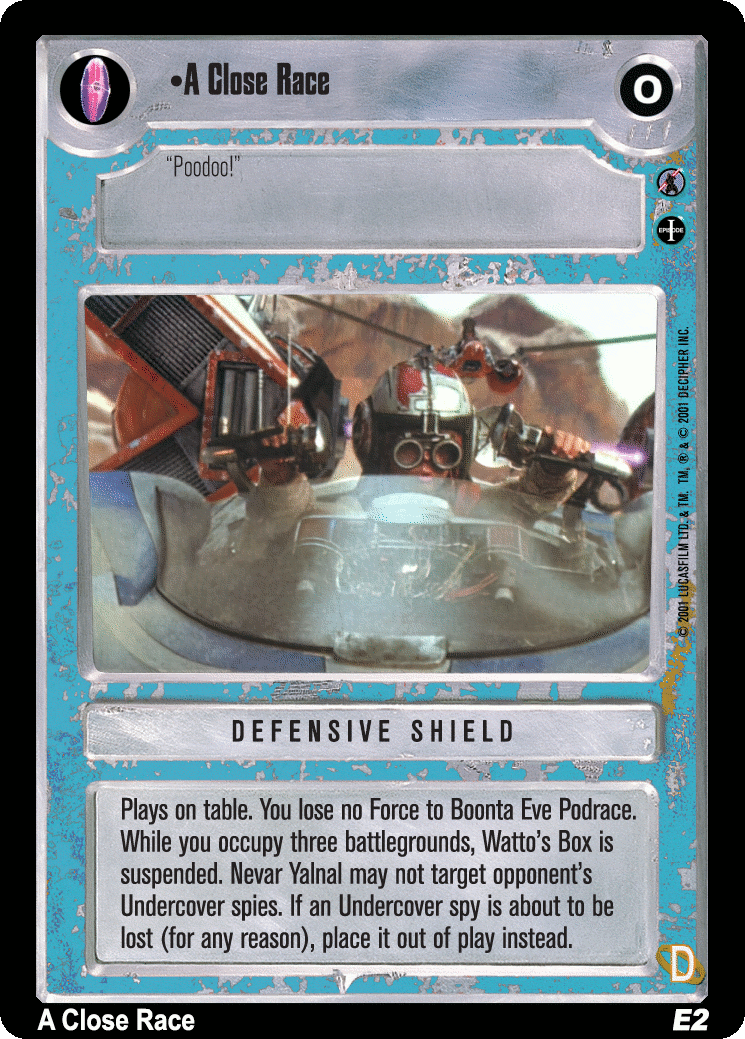 •A Close Race
O
“Poodoo!”
EPISODE
I
© 2001 LUCASFILM LTD. & TM. TM, ® & © 2001 DECIPHER INC.
DEFENSIVE SHIELD
Plays on table. You lose no Force to Boonta Eve Podrace.
While you occupy three battlegrounds, Watto’s Box is
suspended. Nevar Yalnal may not target opponent’s
Undercover spies. If an Undercover spy is about to be
lost (for any reason), place it out of play instead.
D
A Close Race
E2